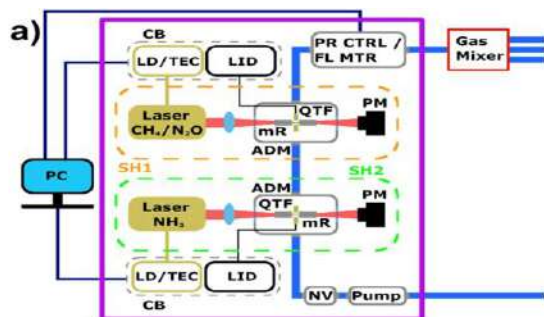 a)
CB
LD/TEC
LID
PR CTRL /
FL MTR
Gas
Mixer
Laser
CH₄/N₂O
QTF
mR
PM
ADM
SH1
PC
SH2
ADM
Laser
NH₃
QTF
mR
PM
LD/TEC
LID
CB
NV
Pump